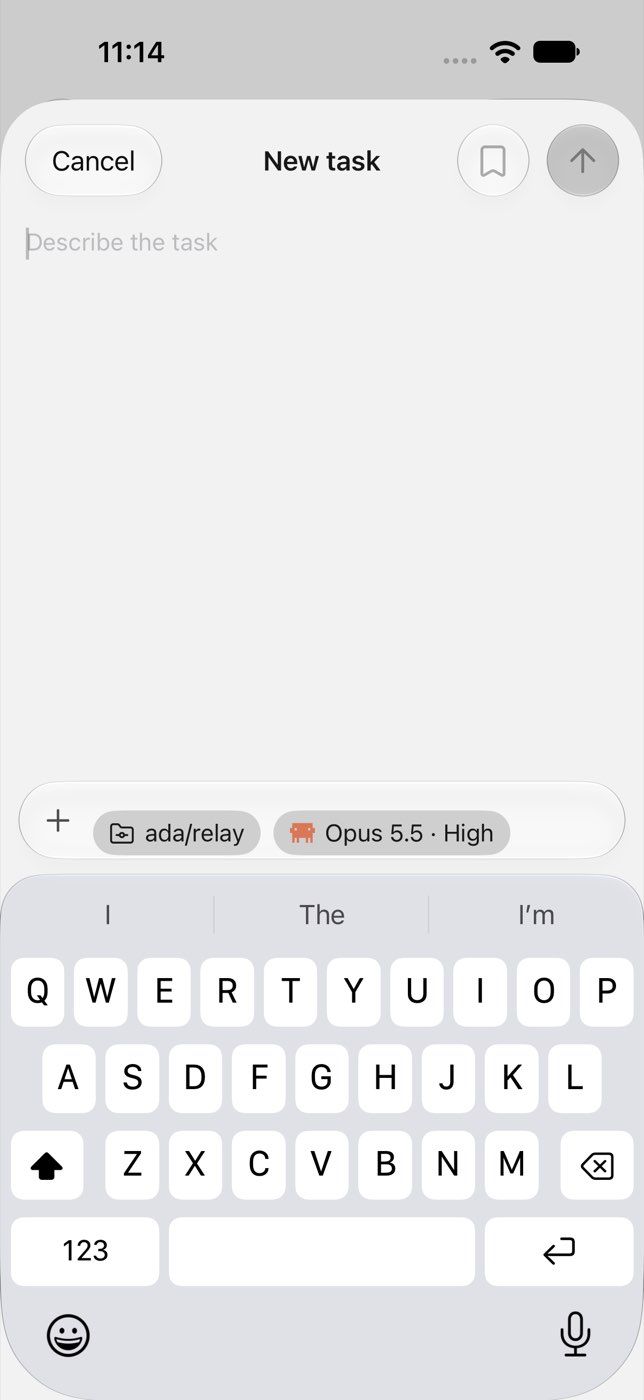 11:14
Cancel
New task
Describe the task
ada/relay
Opus 5.5 · High
I
The
I’m
Q W E R T Y U I O P
A S D F G H J K L
Z X C V B N M
123